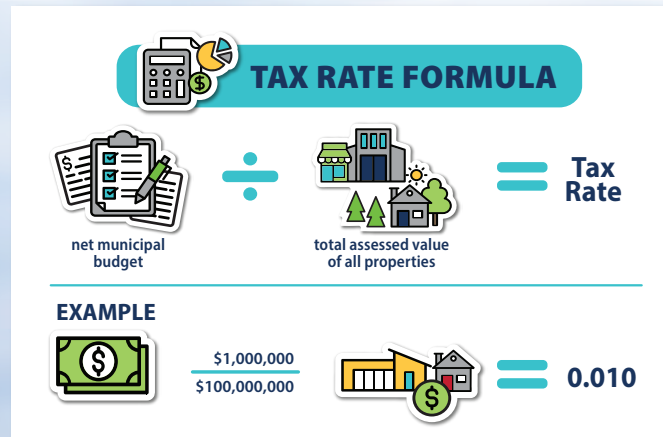 TAX RATE FORMULA
$
$
÷
=
Tax
Rate
net municipal
budget
total assessed value
of all properties
EXAMPLE
$
$1,000,000
$100,000,000
$
=
0.010